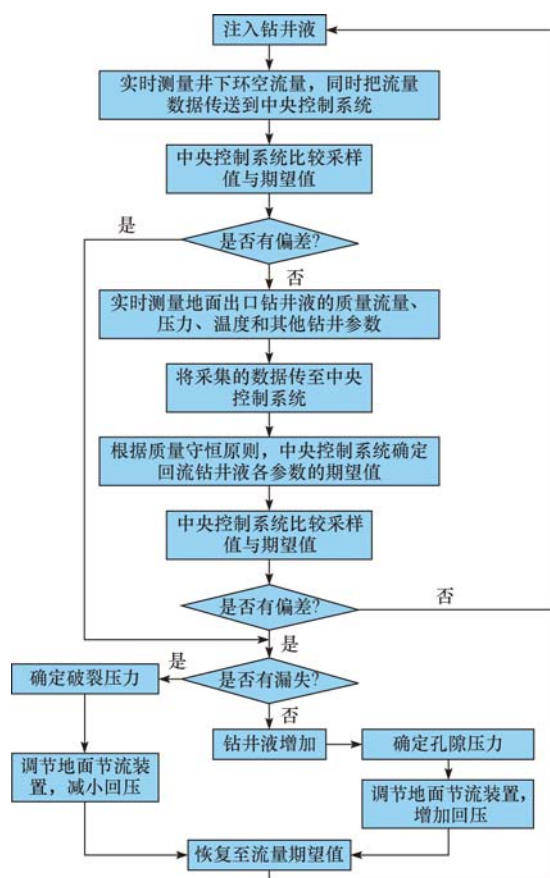 注入钻井液
实时测量井下环空流量,同时把流量
数据传送到中央控制系统
中央控制系统比较采样
值与期望值
是
是否有偏差?
否
实时测量地面出口钻井液的质量流量、
压力、温度和其他钻井参数
将采集的数据传至中央
控制系统
根据质量守恒原则,中央控制系统确定
回流钻井液各参数的期望值
中央控制系统比较采样
值与期望值
是否有偏差?
否
是
确定破裂压力
是
是否有漏失?
否
钻井液增加
确定孔隙压力
调节地面节流装
置,减小回压
调节地面节流装置,
增加回压
恢复至流量期望值